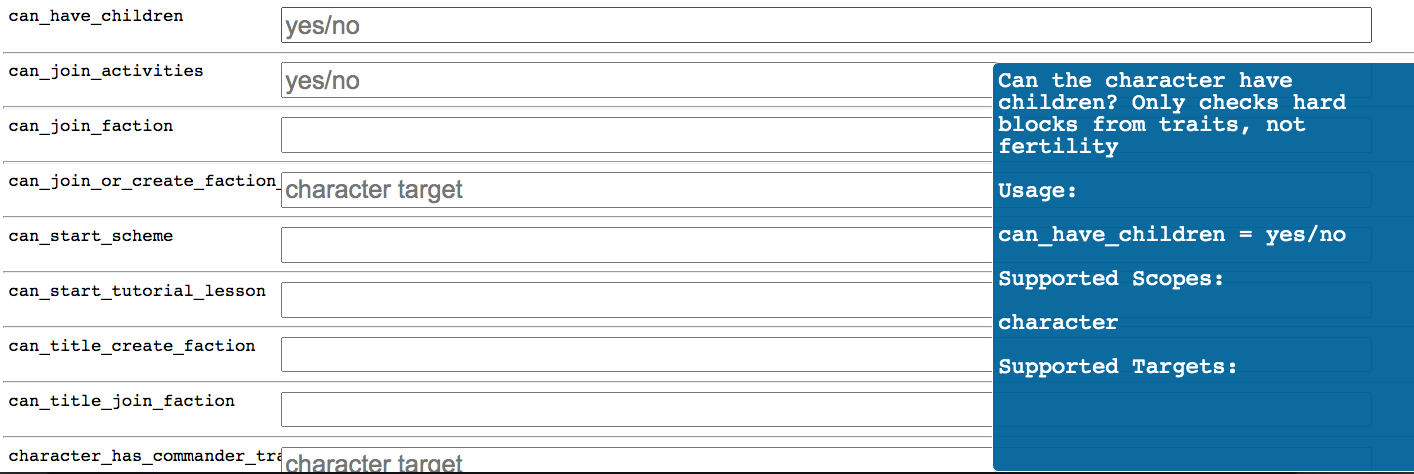 can_have_children
yes/no
can_join_activities
yes/no
can_join_faction
can_join_or_create_faction_
character target
can_start_scheme
can_start_tutorial_lesson
can_title_create_faction
can_title_join_faction
character_has_commander_tra
character target
Can the character have
children? Only checks hard
blocks from traits, not
fertility
Usage:
can_have_children = yes/no
Supported Scopes:
character
Supported Targets: